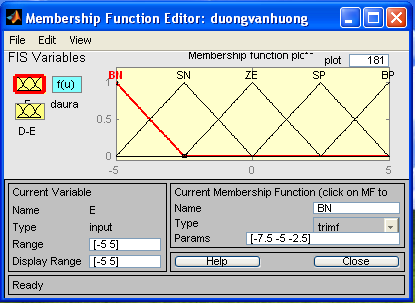 Membership Function Editor: duongvanhuong
File Edit View
FIS Variables
Membership function plo
plot
181
f(u)
E
daura
D-E
BN SN ZE SP BP
1
0.5
0
-5 0 5
Current Variable
Name E
Type input
Range [-5 5]
Display Range [-5 5]
Current Membership Function (click on MF to
Name BN
Type trimf
Params [-7.5 -5 -2.5]
Help Close
Ready